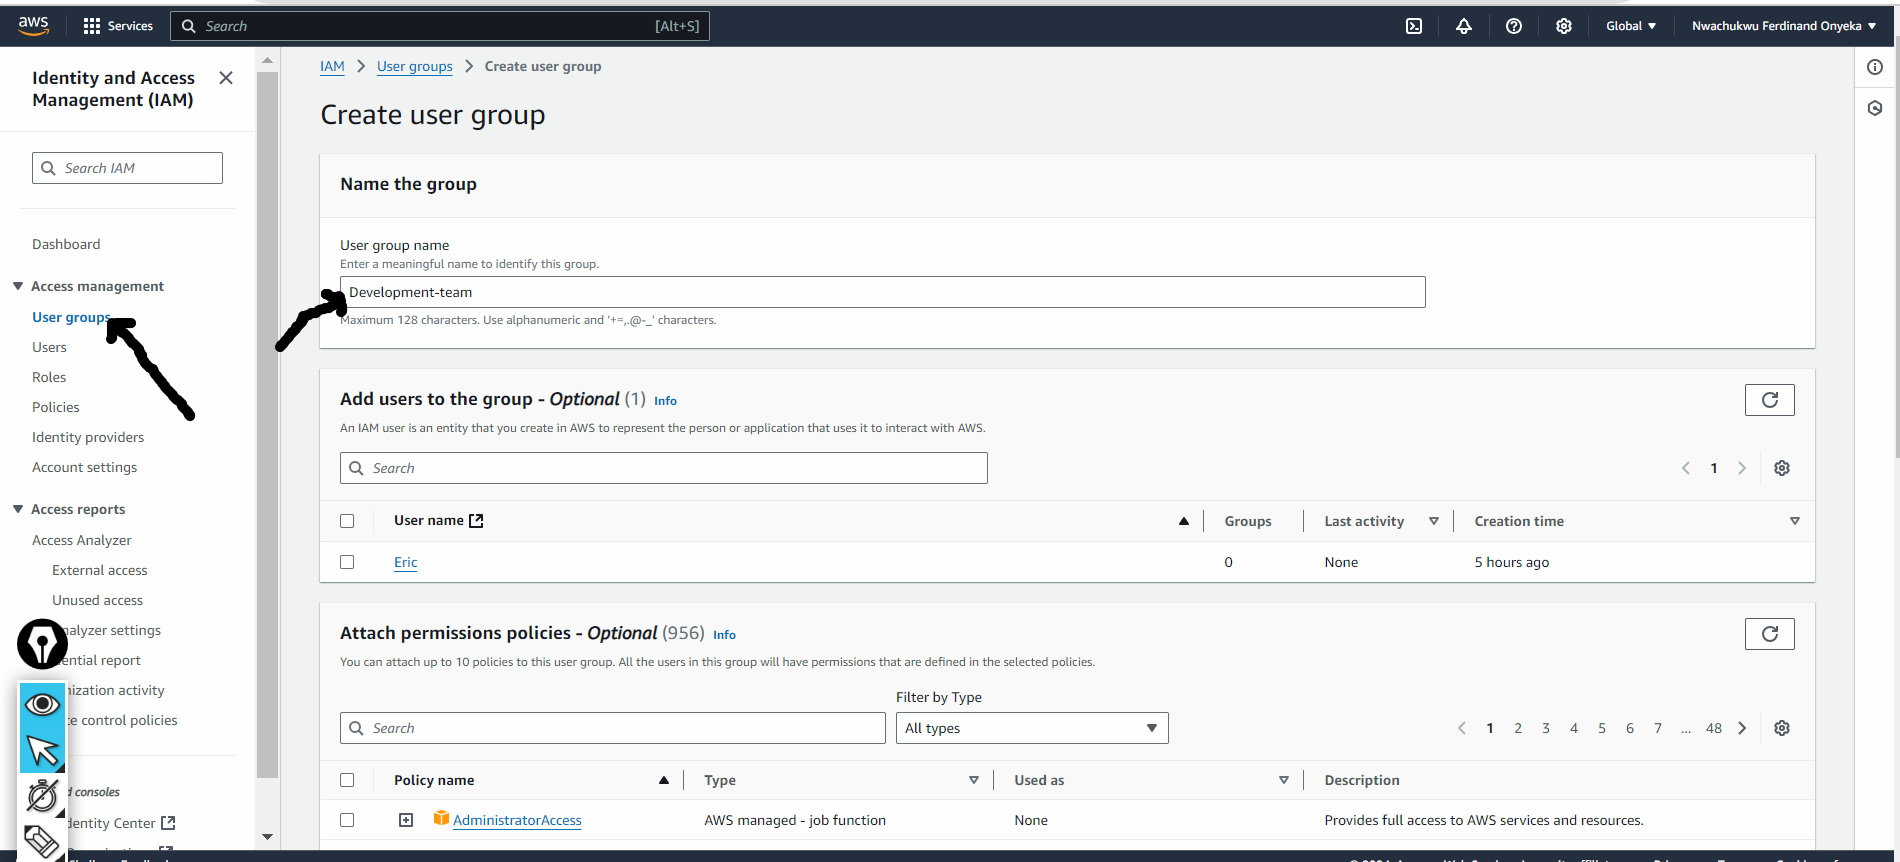 aws Services Search [Alt+S] Global Nwachukwu Ferdinand Onyeka
Identity and Access
Management (IAM)
Search IAM
Dashboard
Access management
User groups
Users
Roles
Policies
Identity providers
Account settings
Access reports
Access Analyzer
External access
Unused access
nalyzer settings
ential report
nization activity
e control policies
d consoles
dentity Center
IAM User groups Create user group
Create user group
Name the group
User group name
Enter a meaningful name to identify this group.
Development-team
Maximum 128 characters. Use alphanumeric and '+=,.@-_' characters.
Add users to the group - Optional (1) Info
An IAM user is an entity that you create in AWS to represent the person or application that uses it to interact with AWS.
Search 1
User name Groups Last activity Creation time
Eric 0 None 5 hours ago
Attach permissions policies - Optional (956) Info
You can attach up to 10 policies to this user group. All the users in this group will have permissions that are defined in the selected policies.
Filter by Type
Search All types 1 2 3 4 5 6 7 ... 48
Policy name Type Used as Description
AdministratorAccess AWS managed - job function None Provides full access to AWS services and resources.